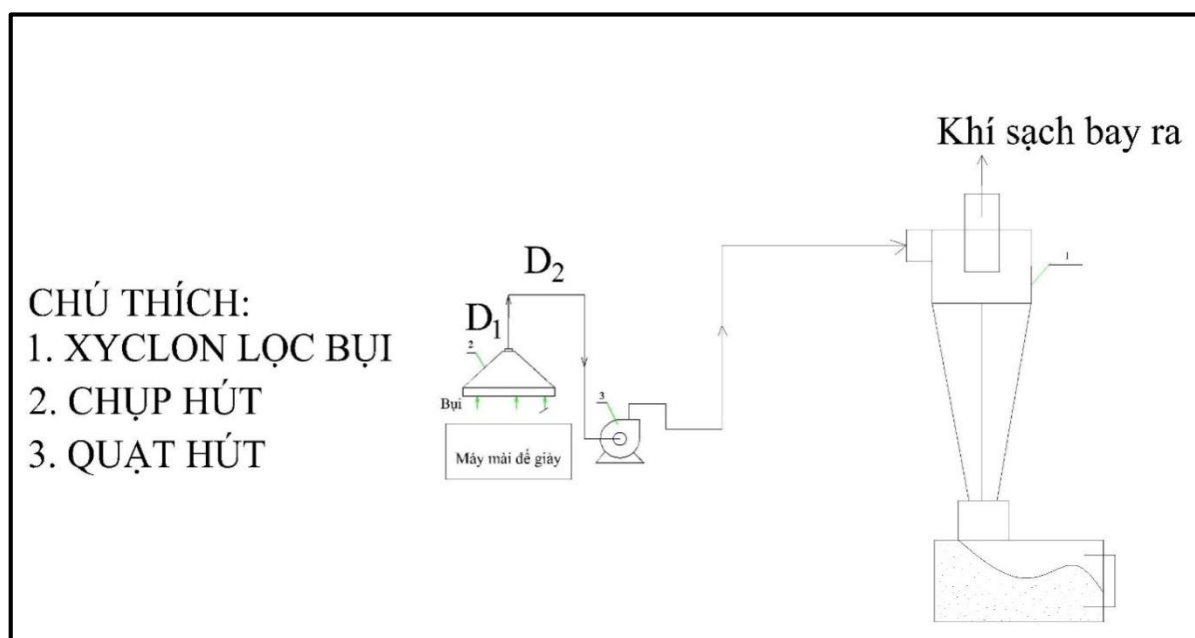 Khí sạch bay ra
CHÚ THÍCH:
1. XYCLON LỌC BỤI
2. CHỤP HÚT
3. QUẠT HÚT
D₂
D₁
2
Bụi
Máy mài đế giày
3
1